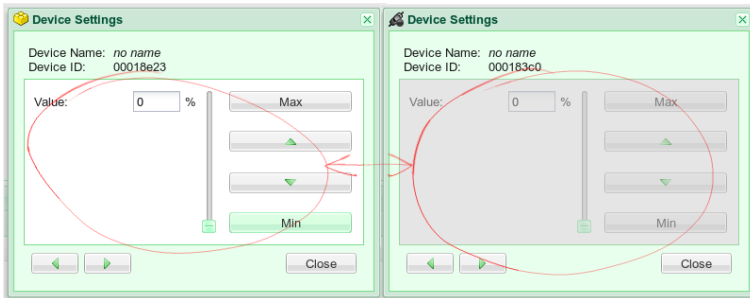 Device Settings
Device Name: no name
Device ID: 00018e23
Value: 0 % Max
Min
Close
Device Settings
Device Name: no name
Device ID: 000183c0
Value: 0 % Max
Min
Close